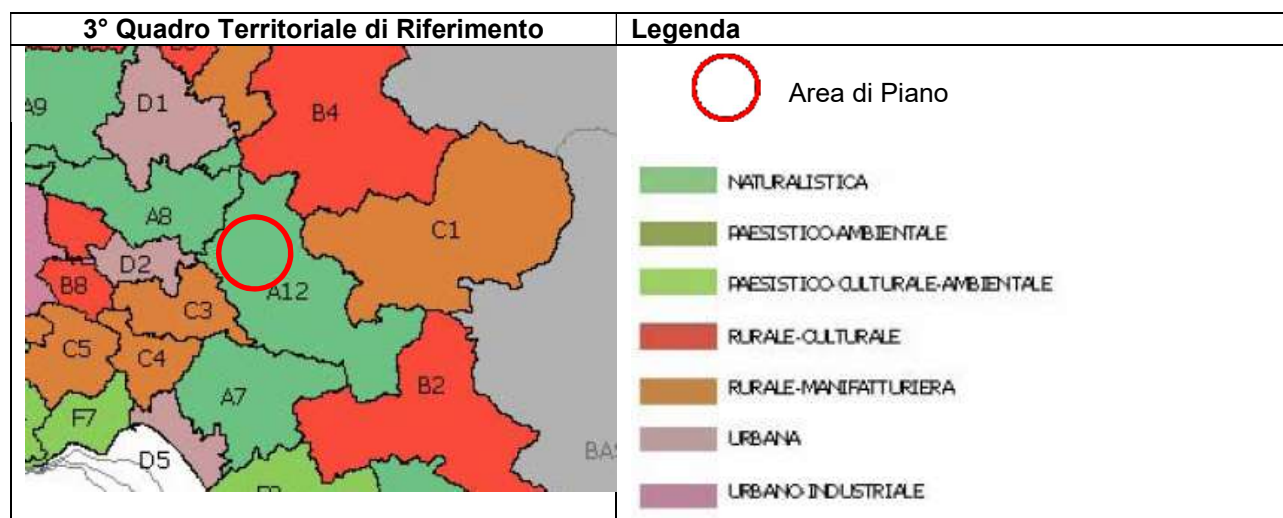 3° Quadro Territoriale di Riferimento
Legenda
Area di Piano
A9
D1
B4
A8
C1
D2
B8
A12
C3
C5
C4
A7
B2
F7
D5
NATURALISTICA
PAESISTICO-AMBIENTALE
PAESISTICO-CULTURALE-AMBIENTALE
RURALE-CULTURALE
RURALE-MANIFATTURIERA
URBANA
URBANO-INDUSTRIALE